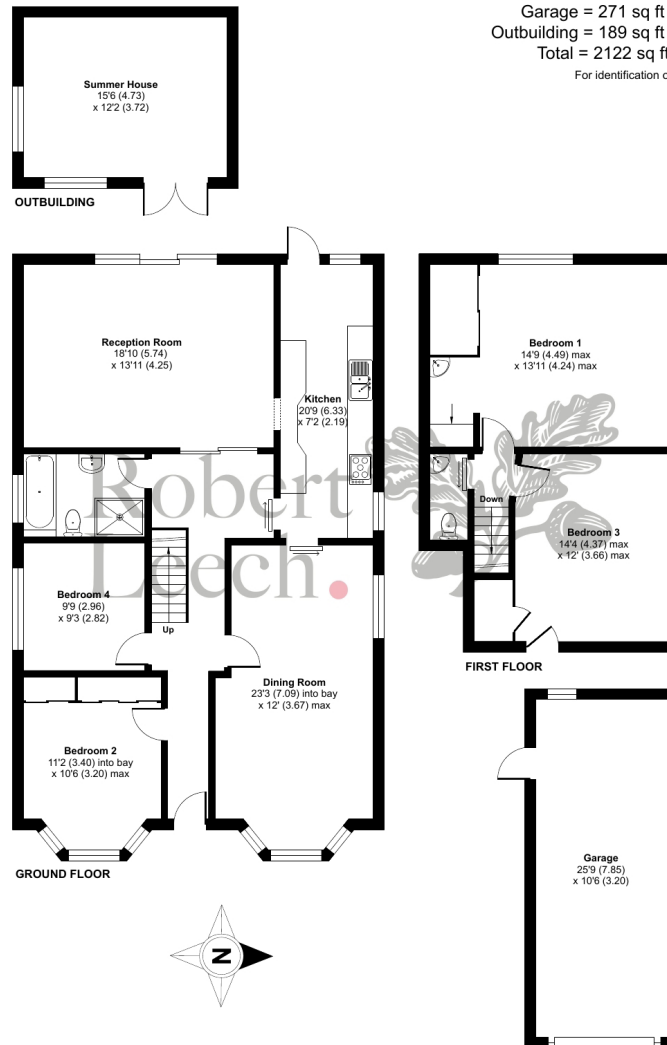 Garage = 271 sq ft
Outbuilding = 189 sq ft
Total = 2122 sq ft
For identification
Summer House
15'6 (4.73)
x 12'2 (3.72)
OUTBUILDING
Reception Room
18'10 (5.74)
x 13'11 (4.25)
Kitchen
20'9 (6.33)
x 7'2 (2.19)
Bedroom 1
14'9 (4.49) max
x 13'11 (4.24) max
Robert
Leech.
Down
Bedroom 3
14'4 (4.37) max
x 12' (3.66) max
Bedroom 4
9'9 (2.96)
x 9'3 (2.82)
Up
FIRST FLOOR
Dining Room
23'3 (7.09) into bay
x 12' (3.67) max
Bedroom 2
11'2 (3.40) into bay
x 10'6 (3.20) max
GROUND FLOOR
Garage
25'9 (7.85)
x 10'6 (3.20)
N